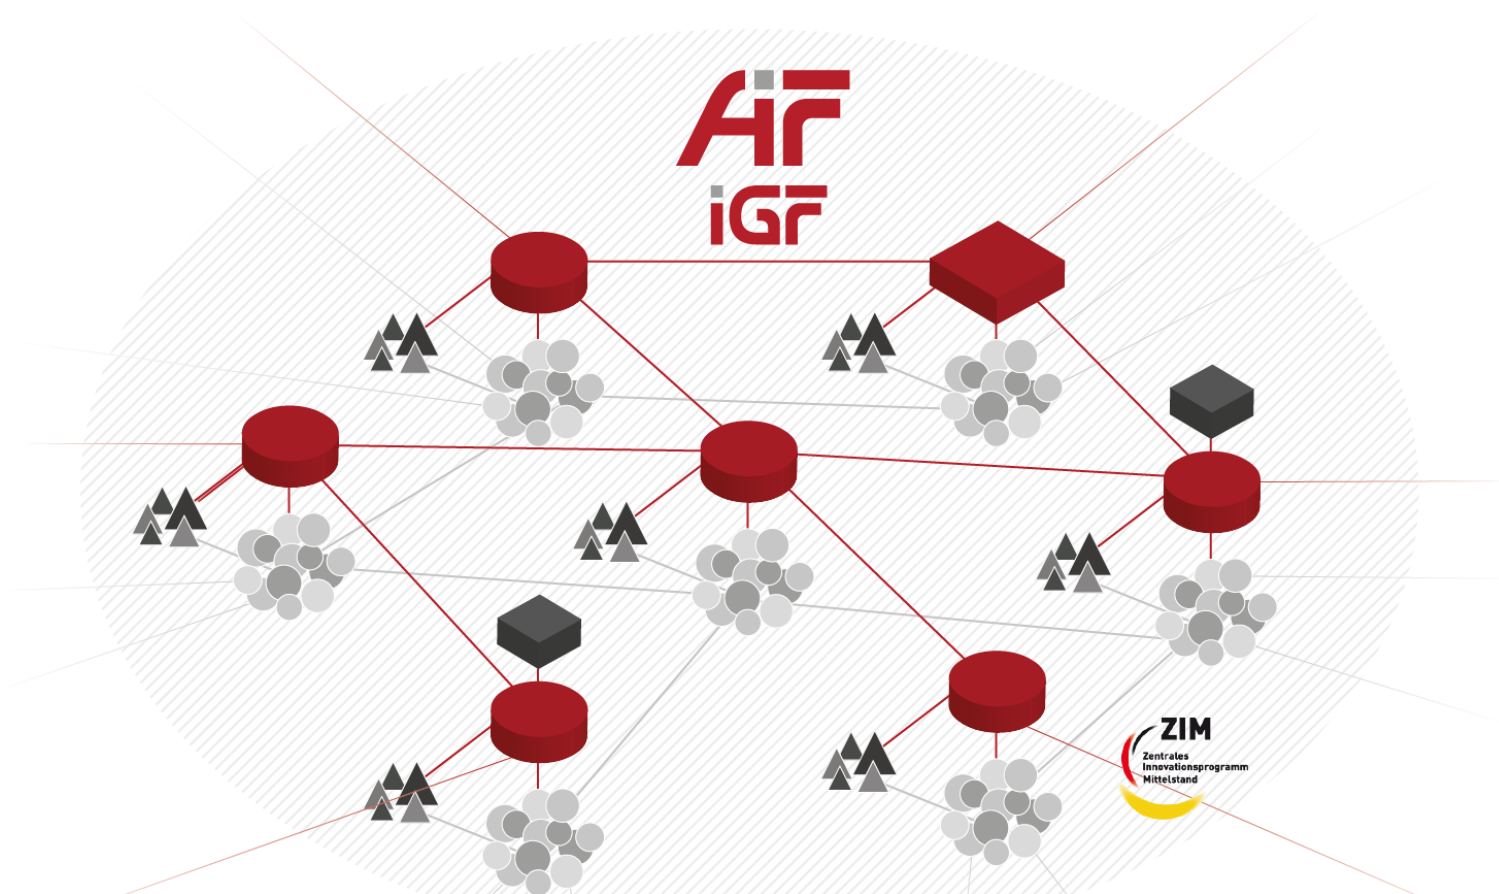 AiF
iGF
ZIM
Zentrales
Innovationsprogramm
Mittelstand